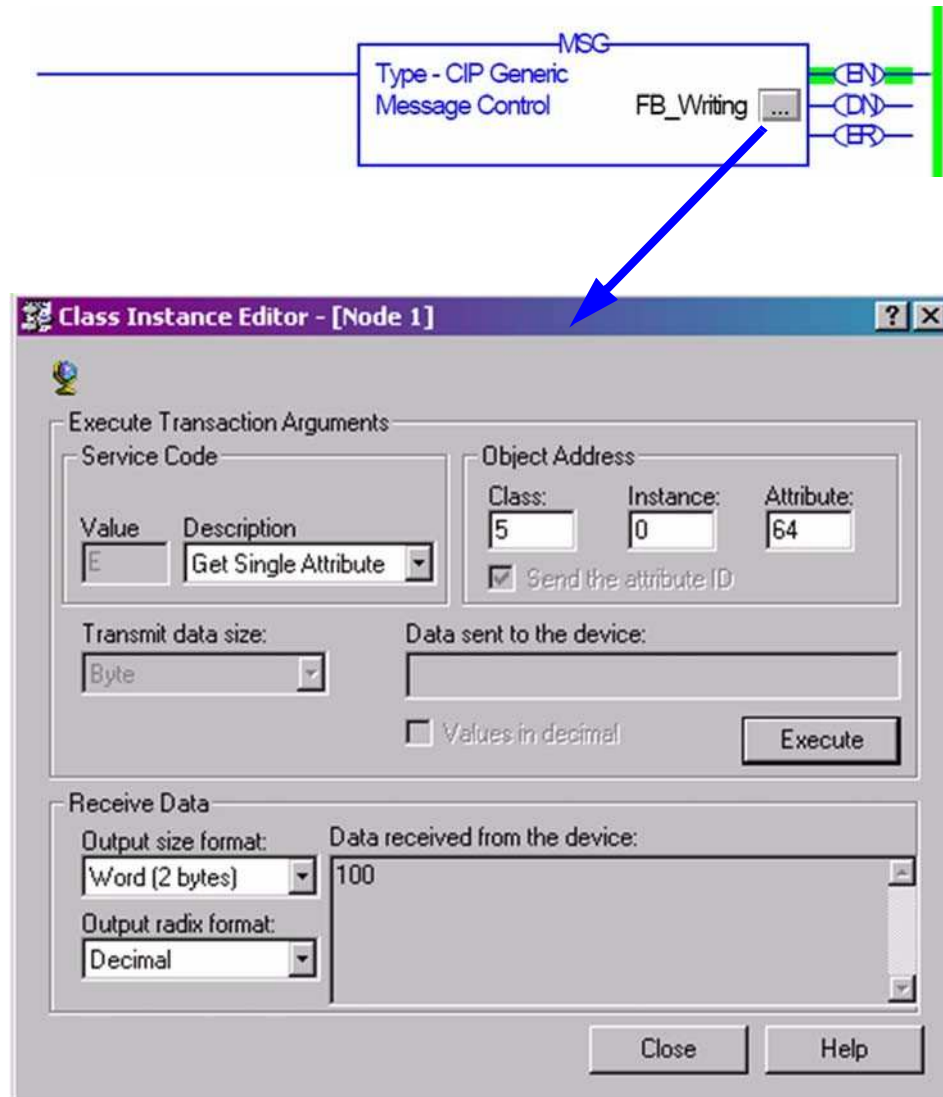 MSG
Type - CIP Generic
Message Control FB_Writing ...
EN
DN
ER
Class Instance Editor - [Node 1]
Execute Transaction Arguments
Service Code
Object Address
Value Description
Class: Instance: Attribute:
E Get Single Attribute
5 0 64
Send the attribute ID
Transmit data size: Data sent to the device:
Byte
Values in decimal
Execute
Receive Data
Output size format: Data received from the device:
Word (2 bytes) 100
Output radix format:
Decimal
Close Help